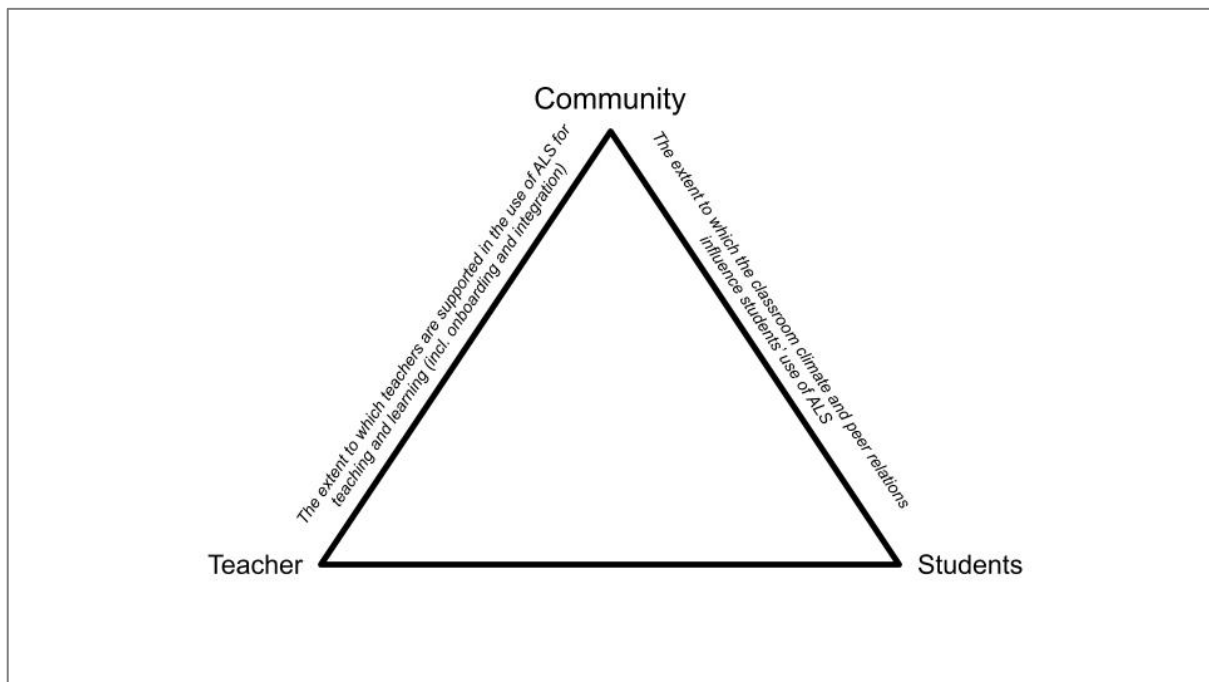 Community
The extent to which teachers are supported in the use of ALS for
teaching and learning (incl. onboarding and integration)
The extent to which the classroom climate and peer relations
influence students' use of ALS
Teacher
Students